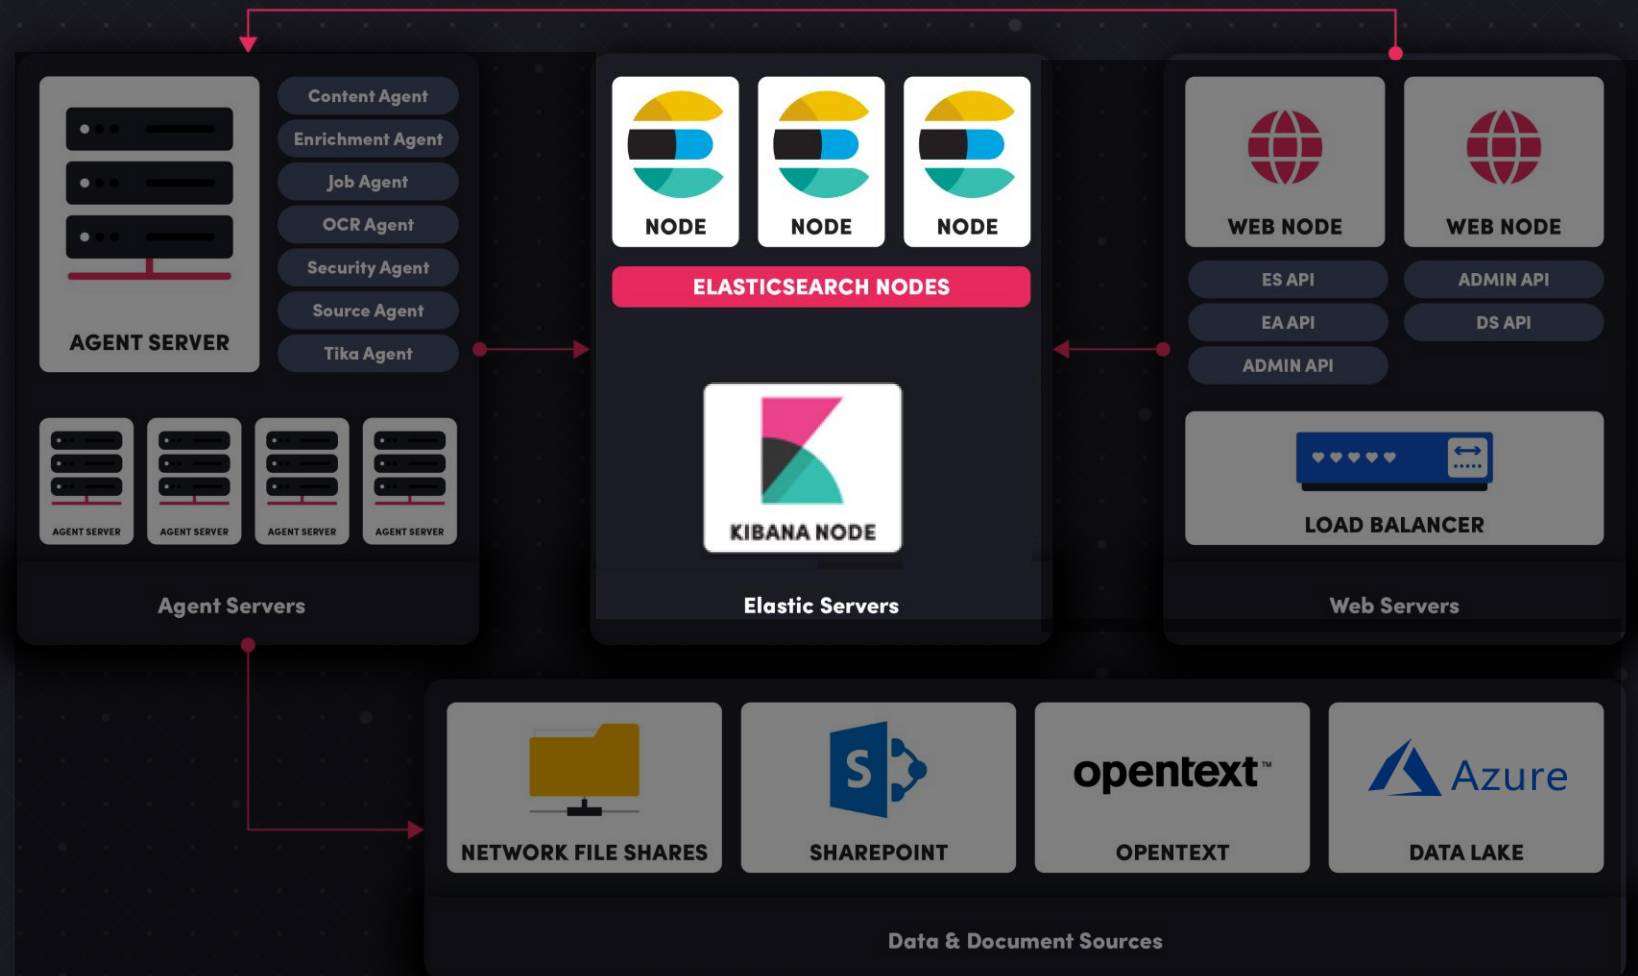 Content Agent
Enrichment Agent
Job Agent
OCR Agent
Security Agent
Source Agent
Tika Agent
AGENT SERVER
AGENT SERVER
AGENT SERVER
AGENT SERVER
AGENT SERVER
Agent Servers
NODE
NODE
NODE
ELASTICSEARCH NODES
KIBANA NODE
Elastic Servers
WEB NODE
WEB NODE
ES API
ADMIN API
EA API
DS API
ADMIN API
LOAD BALANCER
Web Servers
NETWORK FILE SHARES
S
SHAREPOINT
opentext™
OPENTEXT
Azure
DATA LAKE
Data & Document Sources